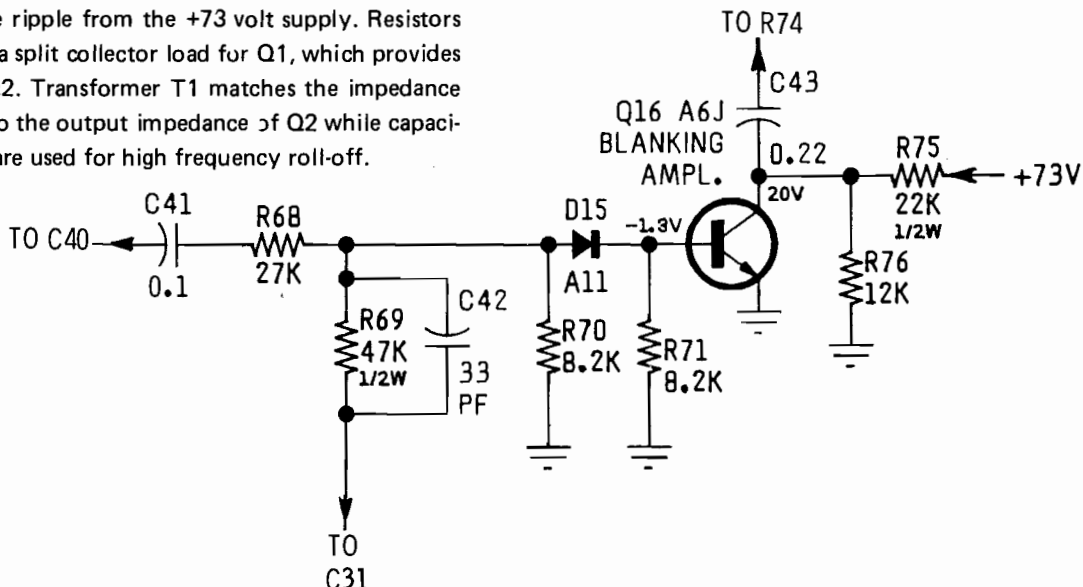 e ripple from the +73 volt supply. Resistors
a split collector load for Q1, which provides
.2. Transformer T1 matches the impedance
o the output impedance of Q2 while capaci-
are used for high frequency roll-off.
TO R74
C43
Q16 A6J
BLANKING
AMPL.
0.22
20V
R75
22K
1/2W
+73V
R76
12K
TO C40
C41
0.1
R68
27K
D15
A11
-1.3V
R69
47K
1/2W
C42
33
PF
R70
8.2K
R71
8.2K
TO
C31